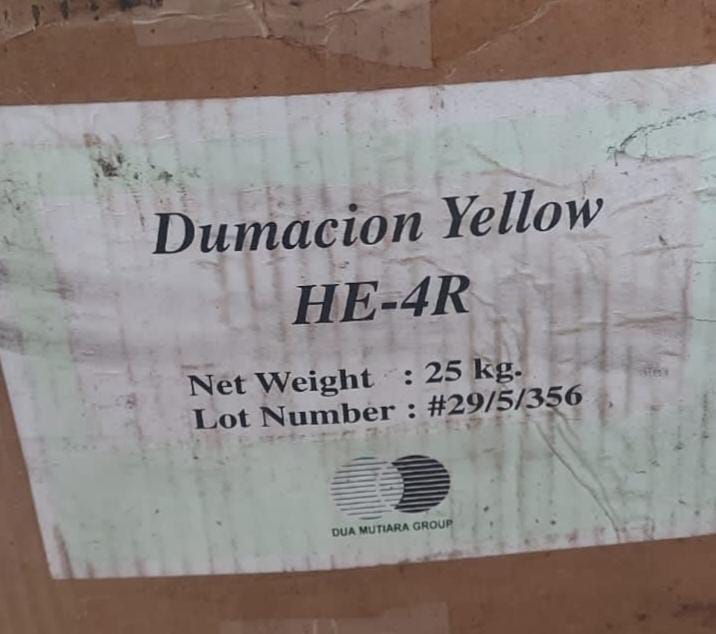 Dumacion Yellow
HE-4R
Net Weight : 25 kg.
Lot Number : #29/5/356
DUA MUTIARA GROUP